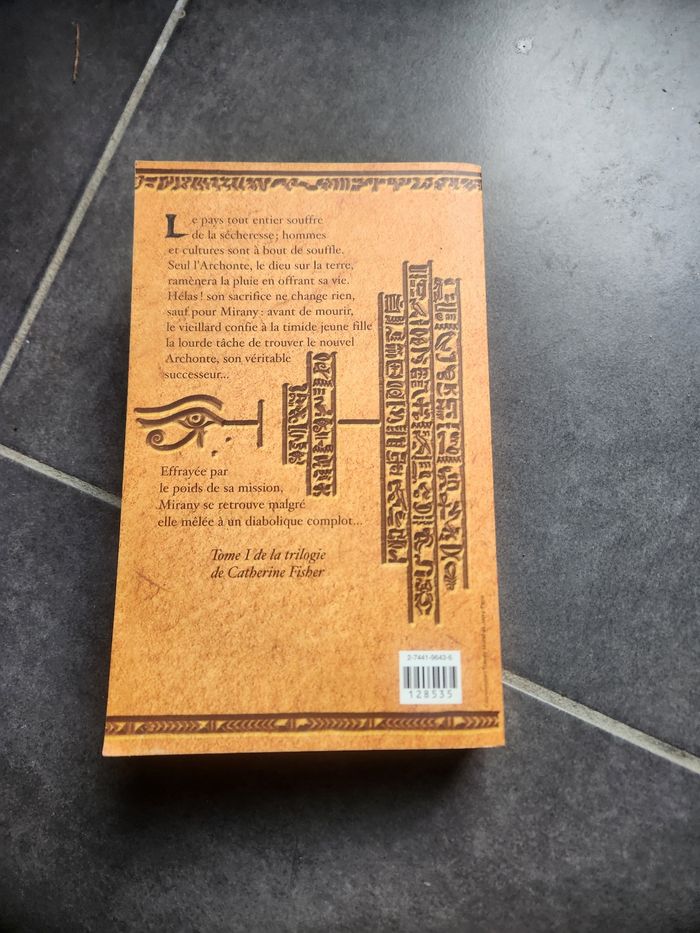 Le pays tout entier souffre
de la sécheresse ; hommes
et cultures sont à bout de souffle.
Seul l'Archonte, le dieu sur la terre,
ramènera la pluie en offrant sa vie.
Hélas ! son sacrifice ne change rien,
sauf pour Mirany : avant de mourir,
le vieillard confie à la timide jeune fille
la lourde tâche de trouver le nouvel
Archonte, son véritable
successeur...
Effrayée par
le poids de sa mission,
Mirany se retrouve malgré
elle mêlée à un diabolique complot...
Tome I de la trilogie
de Catherine Fisher
2-7441-9643-6
128535